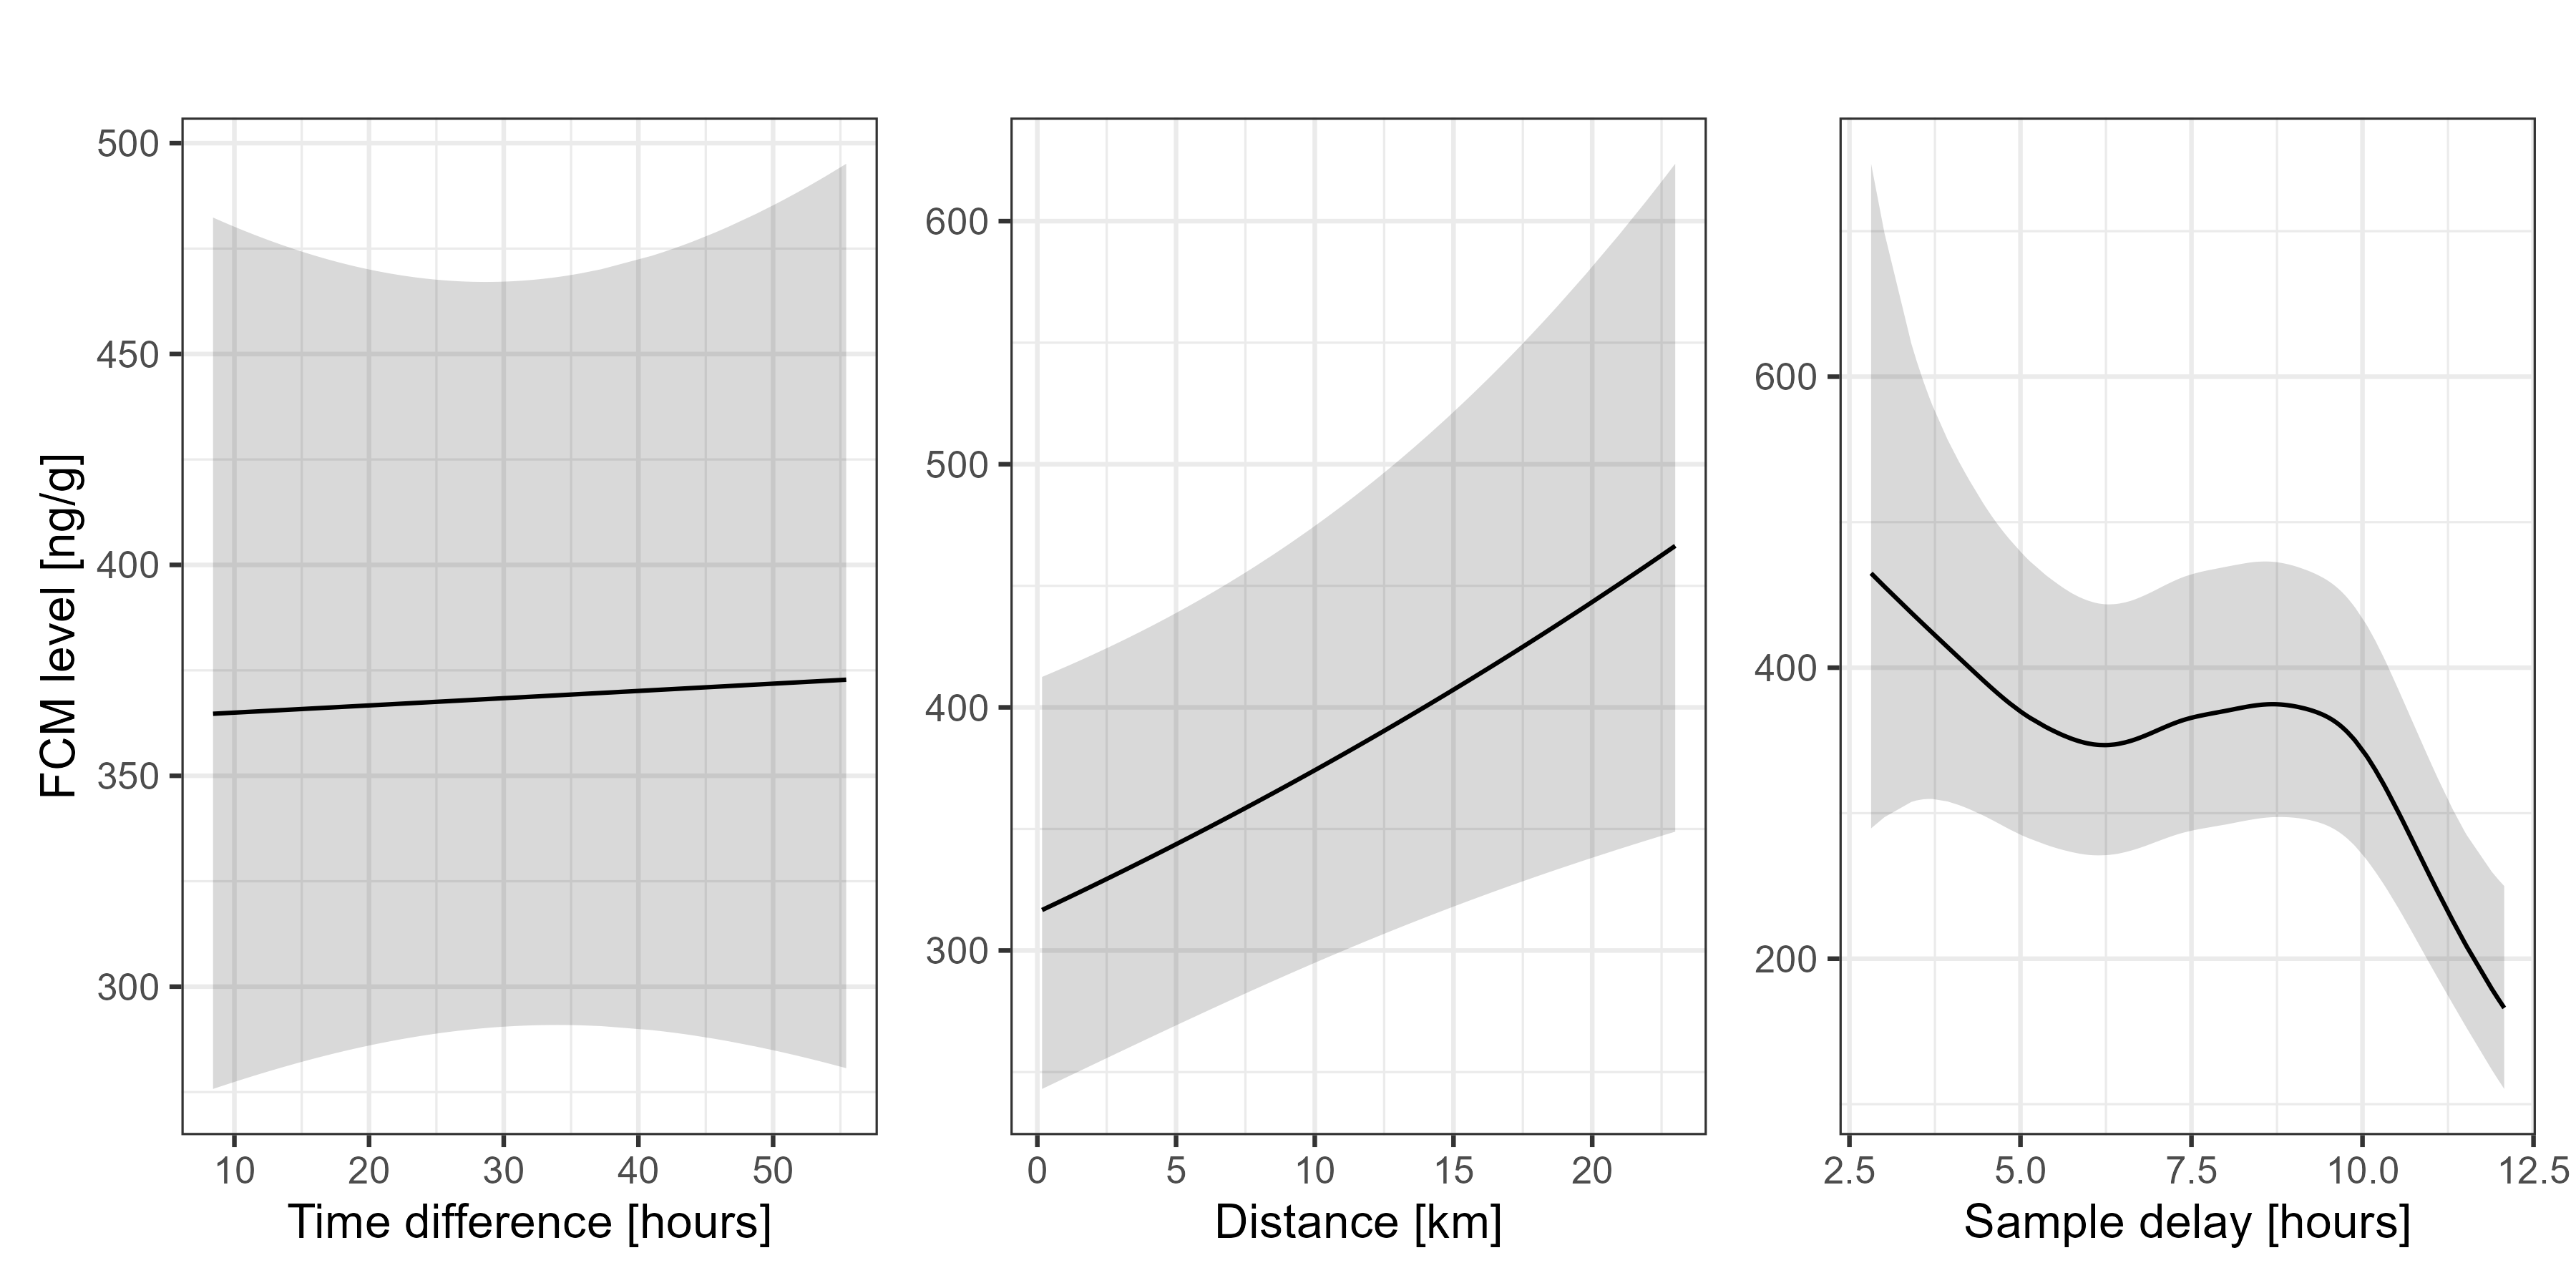 FCM level [ng/g]
500
450
400
350
300
10 20 30 40 50
Time difference [hours]
600
500
400
300
0 5 10 15 20
Distance [km]
600
400
200
2.5 5.0 7.5 10.0 12.5
Sample delay [hours]